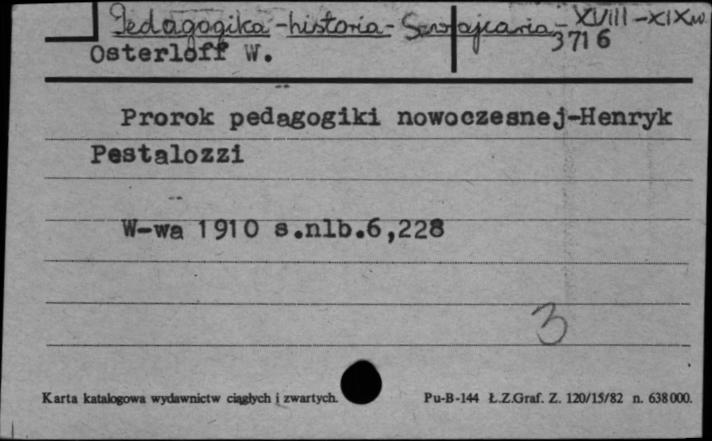 Pedagogika - historia - Szwajcaria - XVIII - XIX w
3716
Osterloff W.
Prorok pedagogiki nowoczesnej-Henryk
Pestalozzi
W-wa 1910 s.nlb.6,228
3
Karta katalogowa wydawnictw ciągłych i zwartych.
Pu-B-144 Ł.Z.Graf. Z. 120/15/82 n. 638000.